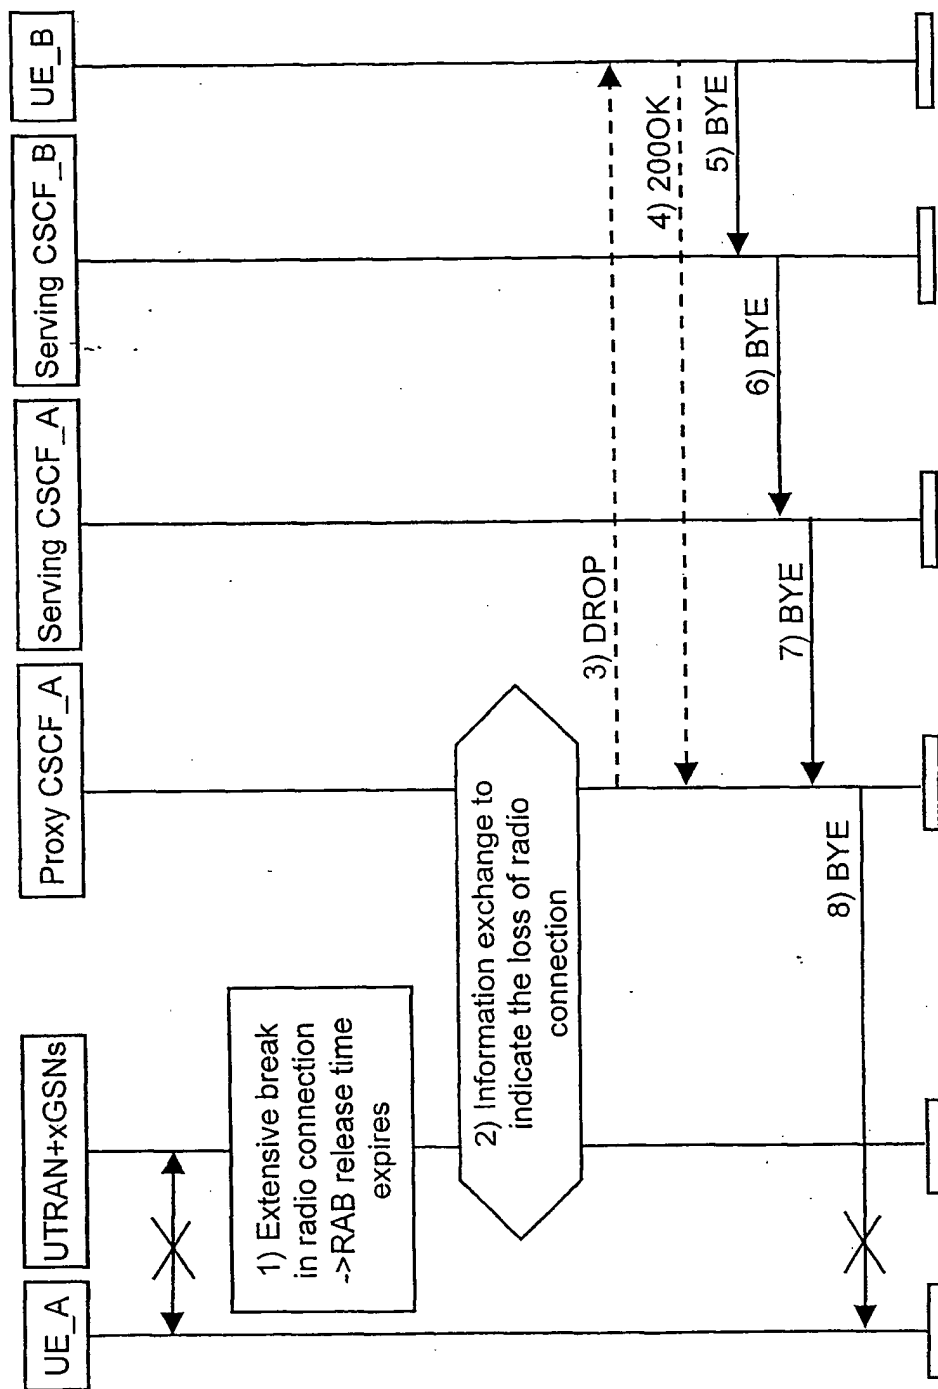 UE_A
UTRAN+xGSNs
Proxy CSCF_A
Serving CSCF_A
Serving CSCF_B
UE_B
1) Extensive break
in radio connection
->RAB release time
expires
2) Information exchange to
indicate the loss of radio
connection
3) DROP
4) 200OK
5) BYE
6) BYE
7) BYE
8) BYE